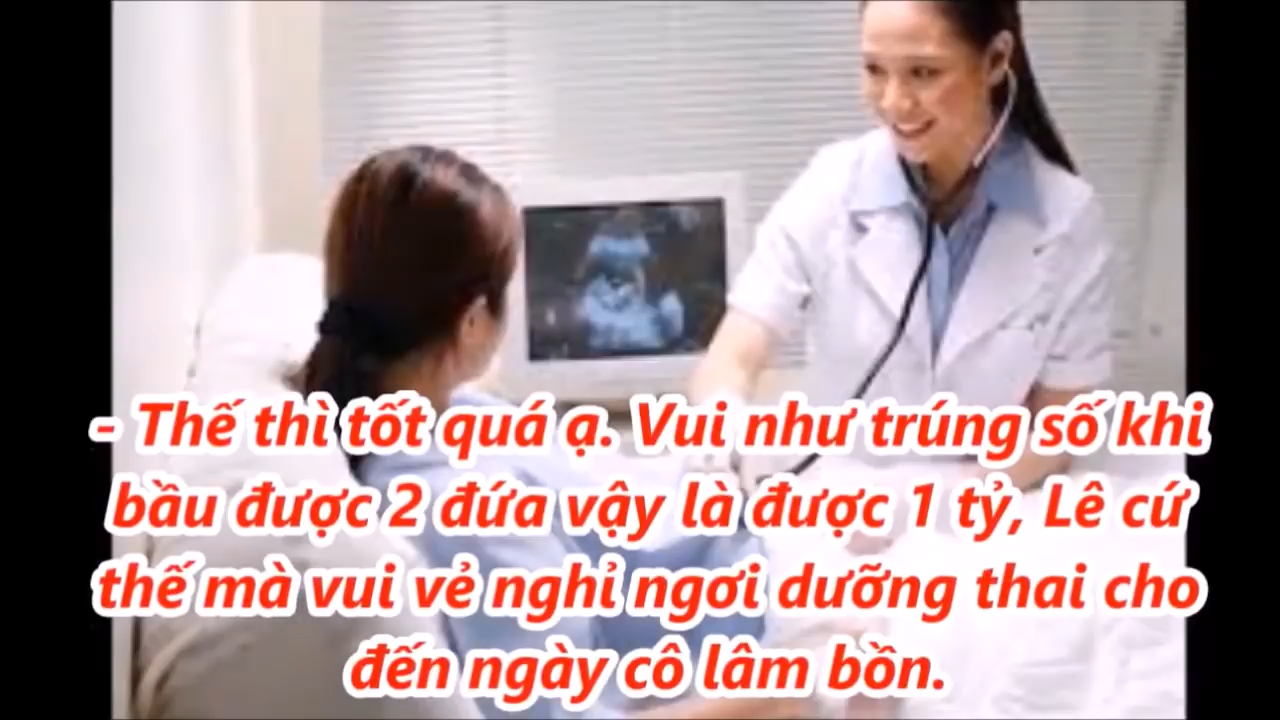 - Thế thì tốt quá ạ. Vui như trúng số khi
bầu được 2 đứa vậy là được 1 tỷ, Lê cứ
thế mà vui vẻ nghỉ ngơi dưỡng thai cho
đến ngày cô lâm bồn.